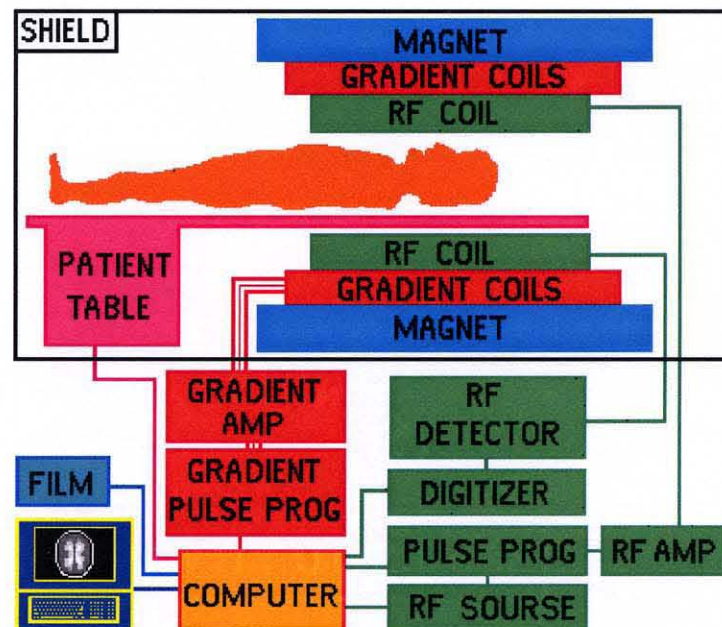 SHIELD
MAGNET
GRADIENT COILS
RF COIL
RF COIL
GRADIENT COILS
MAGNET
PATIENT
TABLE
GRADIENT
AMP
RF
DETECTOR
GRADIENT
PULSE PROG
FILM
DIGITIZER
PULSE PROG
RF AMP
COMPUTER
RF SOURSE